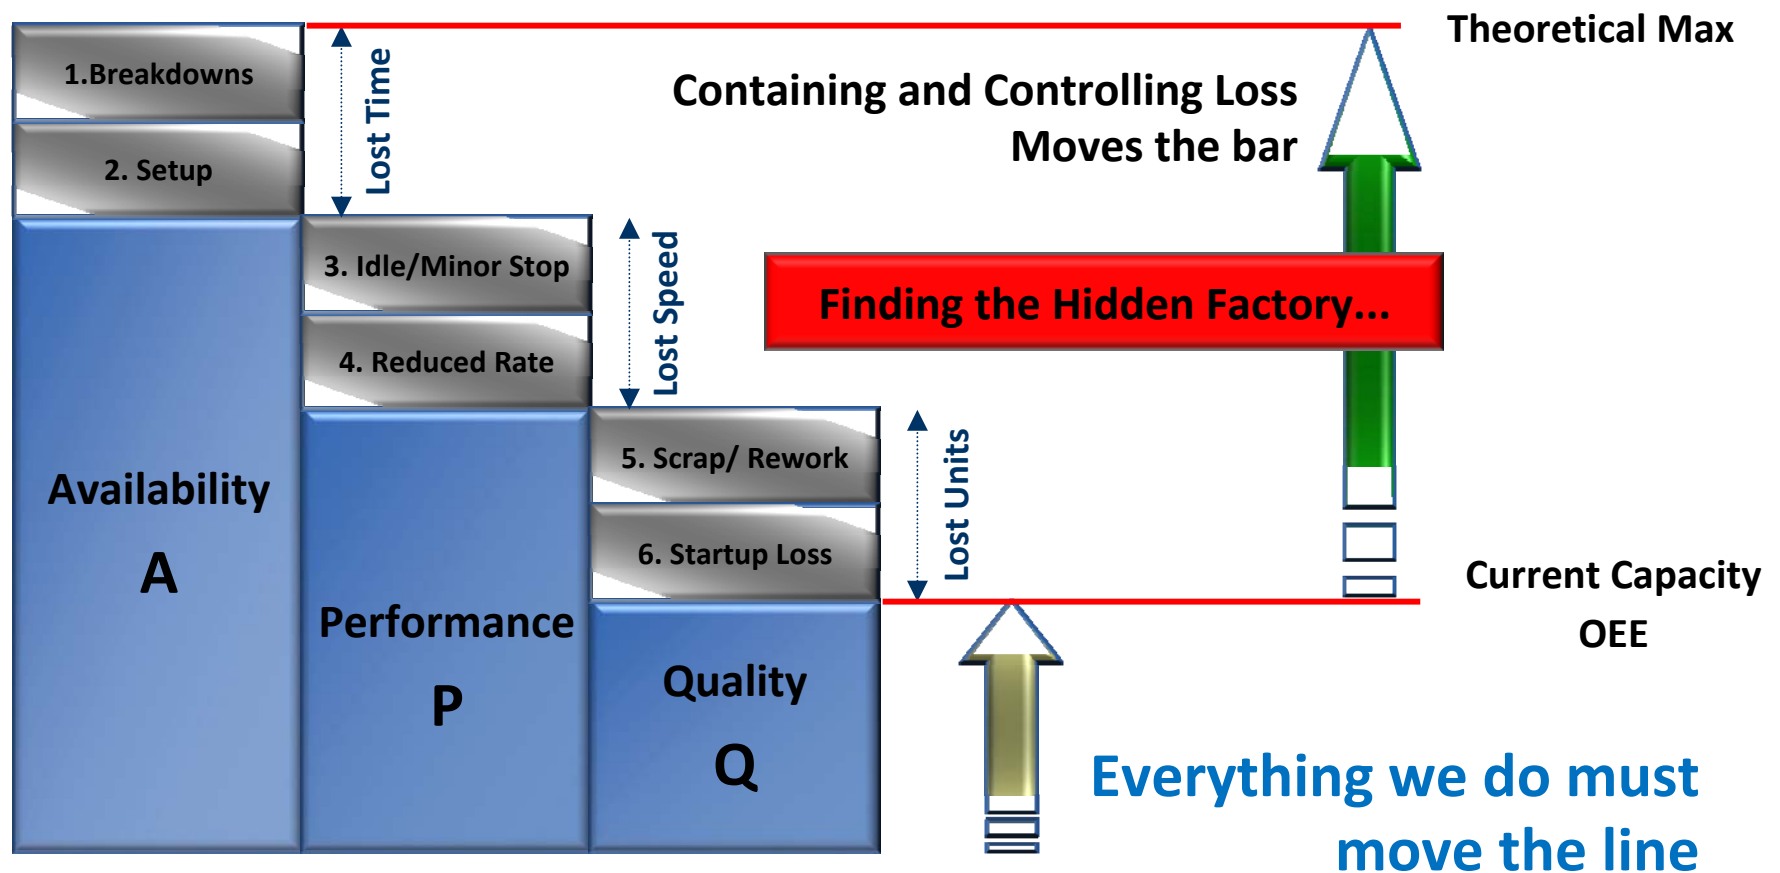 Theoretical Max
1.Breakdowns
2. Setup
Lost Time
Containing and Controlling Loss
Moves the bar
3. Idle/Minor Stop
4. Reduced Rate
Lost Speed
Finding the Hidden Factory...
5. Scrap/ Rework
6. Startup Loss
Lost Units
Availability
A
Performance
P
Quality
Q
Current Capacity
OEE
Everything we do must
move the line